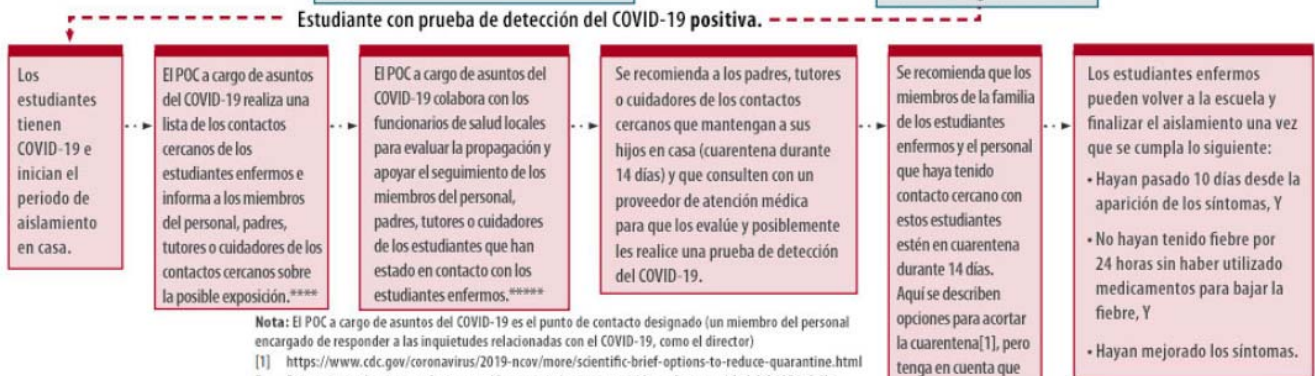 Estudiante con prueba de detección del COVID-19 positiva.
Los
estudiantes
tienen
COVID-19 e
inician el
periodo de
aislamiento
en casa.
El POC a cargo de asuntos
del COVID-19 realiza una
lista de los contactos
cercanos de los
estudiantes enfermos e
informa a los miembros
del personal, padres,
tutores o cuidadores de los
contactos cercanos sobre
la posible exposición.****
El POC a cargo de asuntos del
COVID-19 colabora con los
funcionarios de salud locales
para evaluar la propagación y
apoyar el seguimiento de los
miembros del personal,
padres, tutores o cuidadores
de los estudiantes que han
estado en contacto con los
estudiantes enfermos.*****
Se recomienda a los padres, tutores
o cuidadores de los contactos
cercanos que mantengan a sus
hijos en casa (cuarentena durante
14 días) y que consulten con un
proveedor de atención médica
para que los evalúe y posiblemente
les realice una prueba de detección
del COVID-19.
Se recomienda que los
miembros de la familia
de los estudiantes
enfermos y el personal
que haya tenido
contacto cercano con
estos estudiantes
estén en cuarentena
durante 14 días.
Aquí se describen
opciones para acortar
la cuarentena[1], pero
tenga en cuenta que
Los estudiantes enfermos
pueden volver a la escuela y
finalizar el aislamiento una vez
que se cumpla lo siguiente:
• Hayan pasado 10 días desde la
aparición de los síntomas, Y
• No hayan tenido fiebre por
24 horas sin haber utilizado
medicamentos para bajar la
fiebre, Y
• Hayan mejorado los síntomas.
Nota: El POC a cargo de asuntos del COVID-19 es el punto de contacto designado (un miembro del personal
encargado de responder a las inquietudes relacionadas con el COVID-19, como el director)
[1] https://www.cdc.gov/coronavirus/2019-ncov/more/scientific-brief-options-to-reduce-quarantine.html